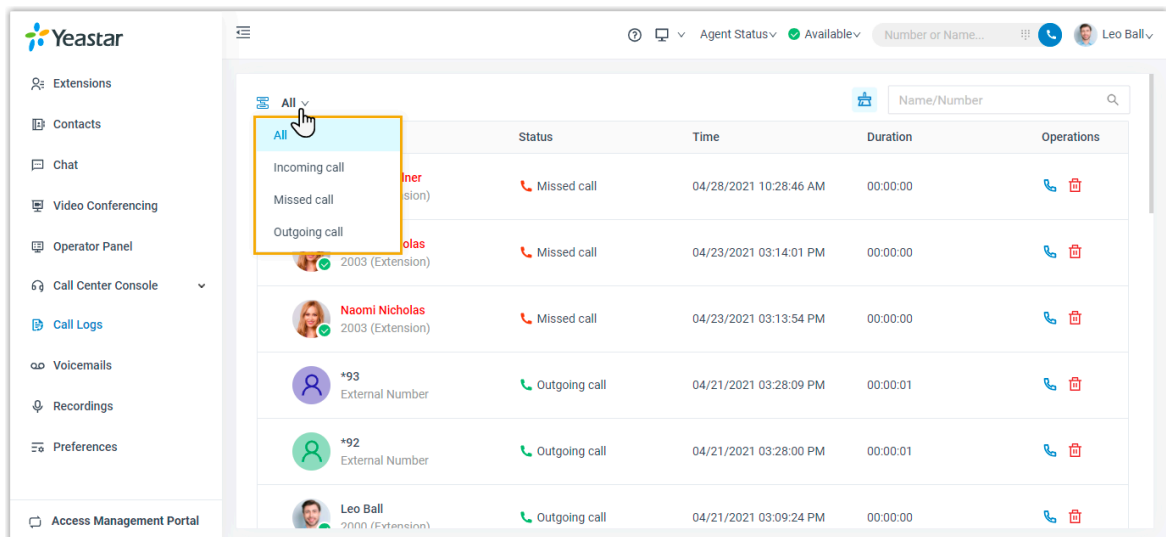 Yeastar
Agent Status
Available
Number or Name...
Leo Ball
Extensions
Contacts
Chat
Video Conferencing
Operator Panel
Call Center Console
Call Logs
Voicemails
Recordings
Preferences
Access Management Portal
All
Name/Number
All
Incoming call
Missed call
Outgoing call
Status Time Duration Operations
Missed call 04/28/2021 10:28:46 AM 00:00:00
Missed call 04/23/2021 03:14:01 PM 00:00:00
2003 (Extension)
Naomi Nicholas
2003 (Extension)
Missed call 04/23/2021 03:13:54 PM 00:00:00
*93
External Number
Outgoing call 04/21/2021 03:28:09 PM 00:00:01
*92
External Number
Outgoing call 04/21/2021 03:28:00 PM 00:00:01
Leo Ball
2000 (Extension)
Outgoing call 04/21/2021 03:09:24 PM 00:00:00